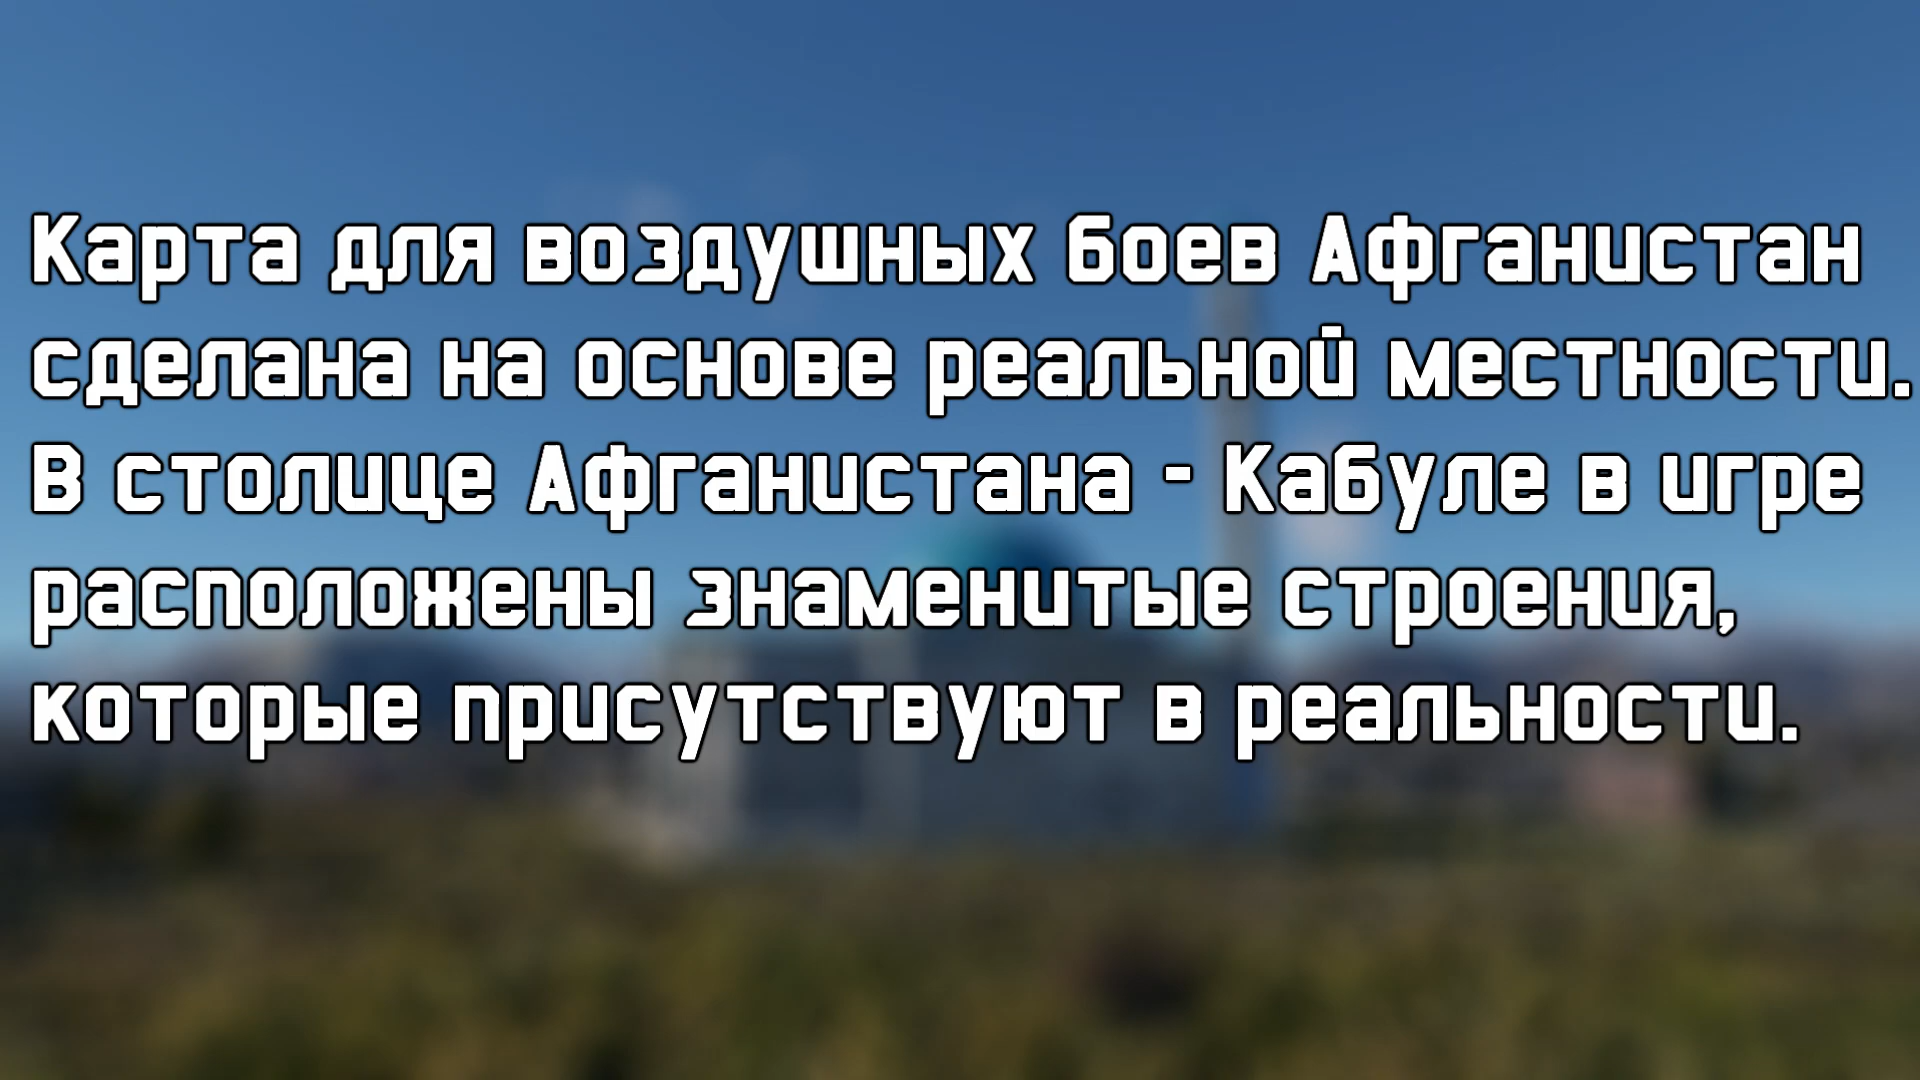 Карта для воздушных боев Афганистан
сделана на основе реальной местности.
В столице Афганистана - Кабуле в игре
расположены знаменитые строения,
которые присутствуют в реальности.